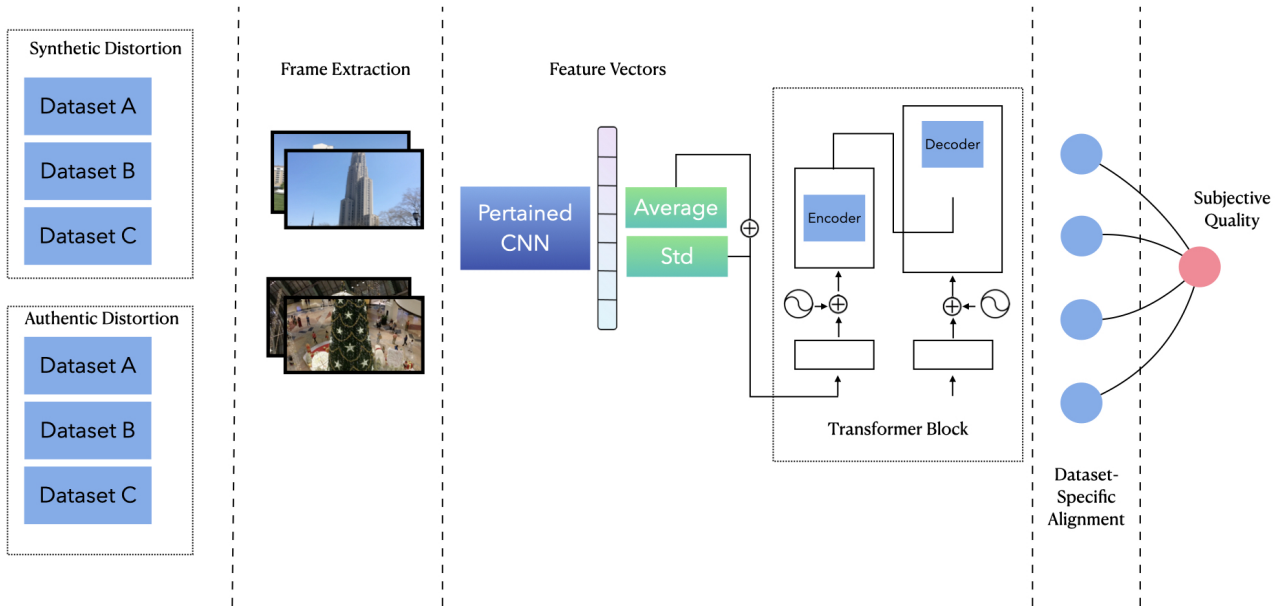 Synthetic Distortion
Dataset A
Dataset B
Dataset C
Authentic Distortion
Dataset A
Dataset B
Dataset C
Frame Extraction
Feature Vectors
Pertained
CNN
Average
Std
Encoder
Decoder
Transformer Block
Dataset-
Specific
Alignment
Subjective
Quality